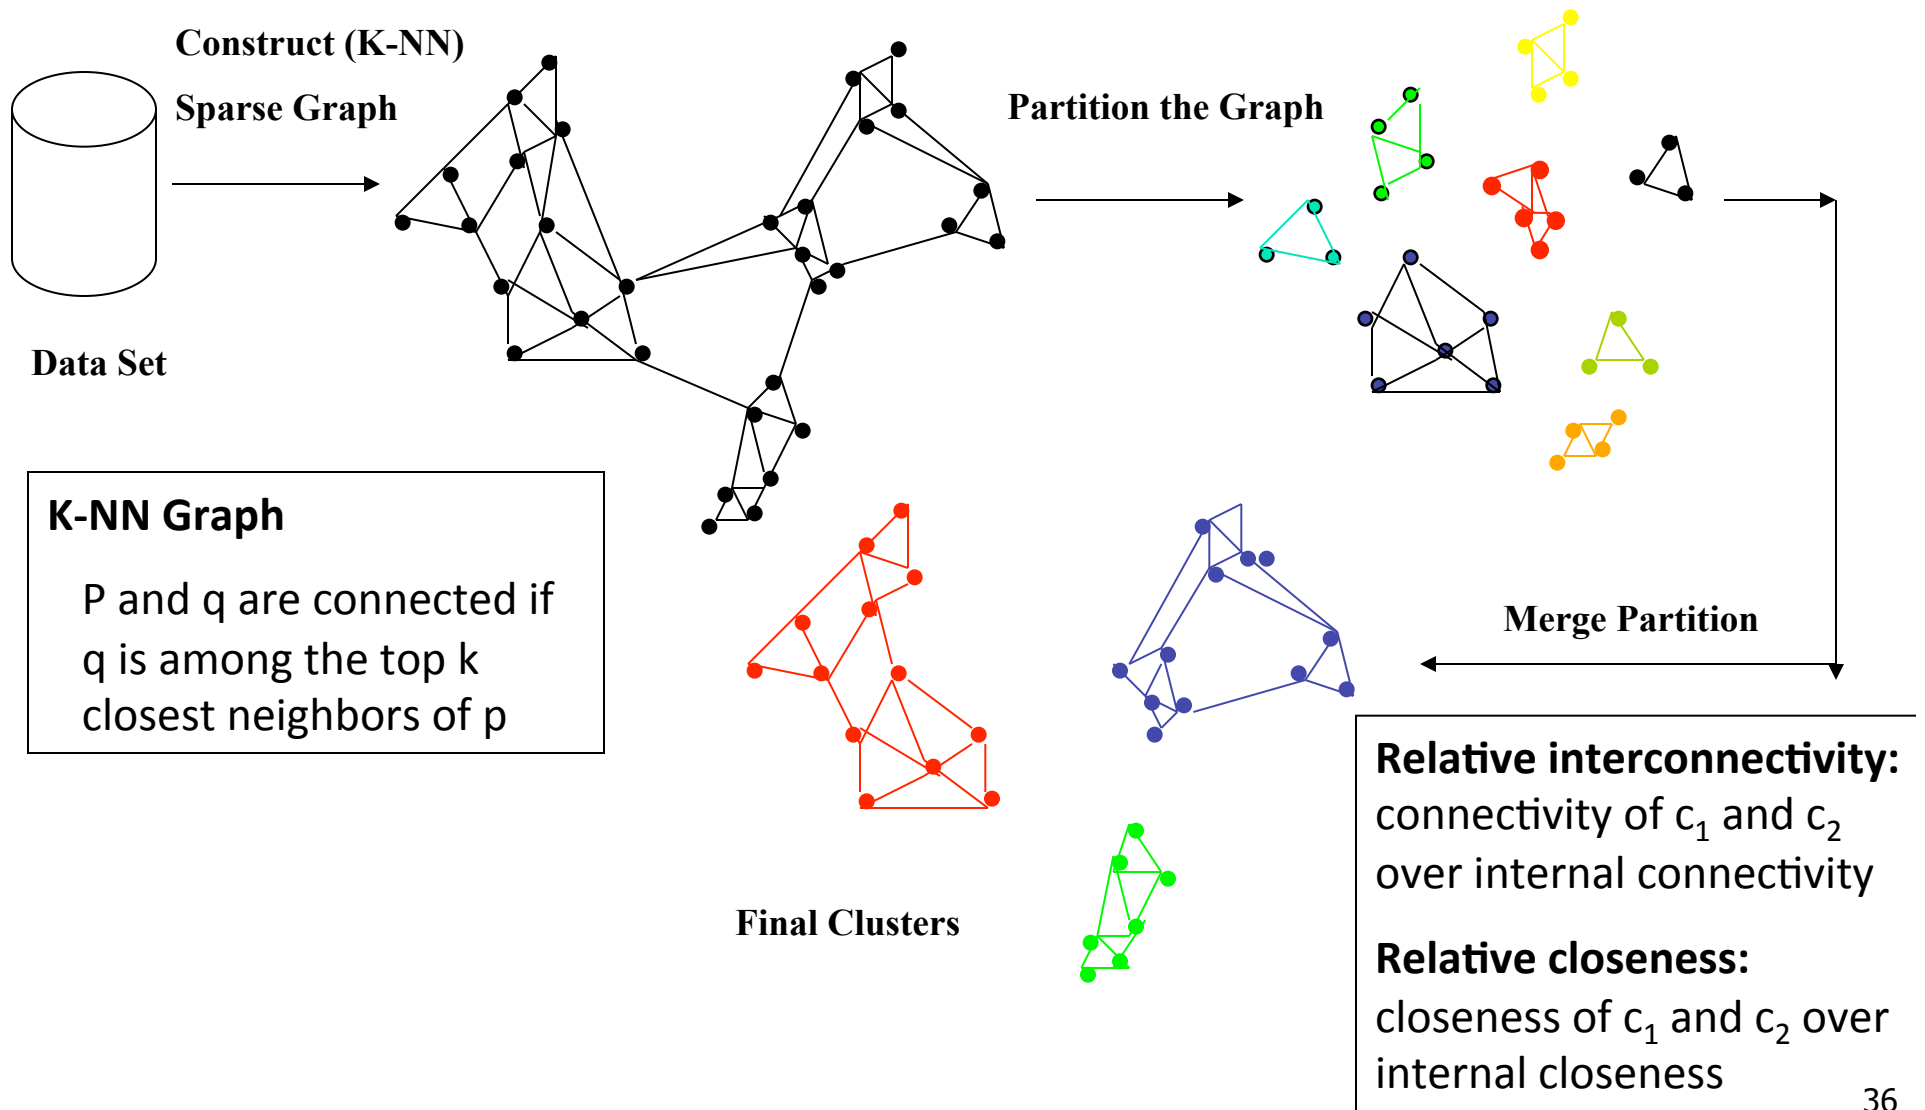 Construct (K-NN)
Sparse Graph
Partition the Graph
Data Set
K-NN Graph
P and q are connected if
q is among the top k
closest neighbors of p
Merge Partition
Final Clusters
Relative interconnectivity:
connectivity of c₁ and c₂
over internal connectivity
Relative closeness:
closeness of c₁ and c₂ over
internal closeness
36